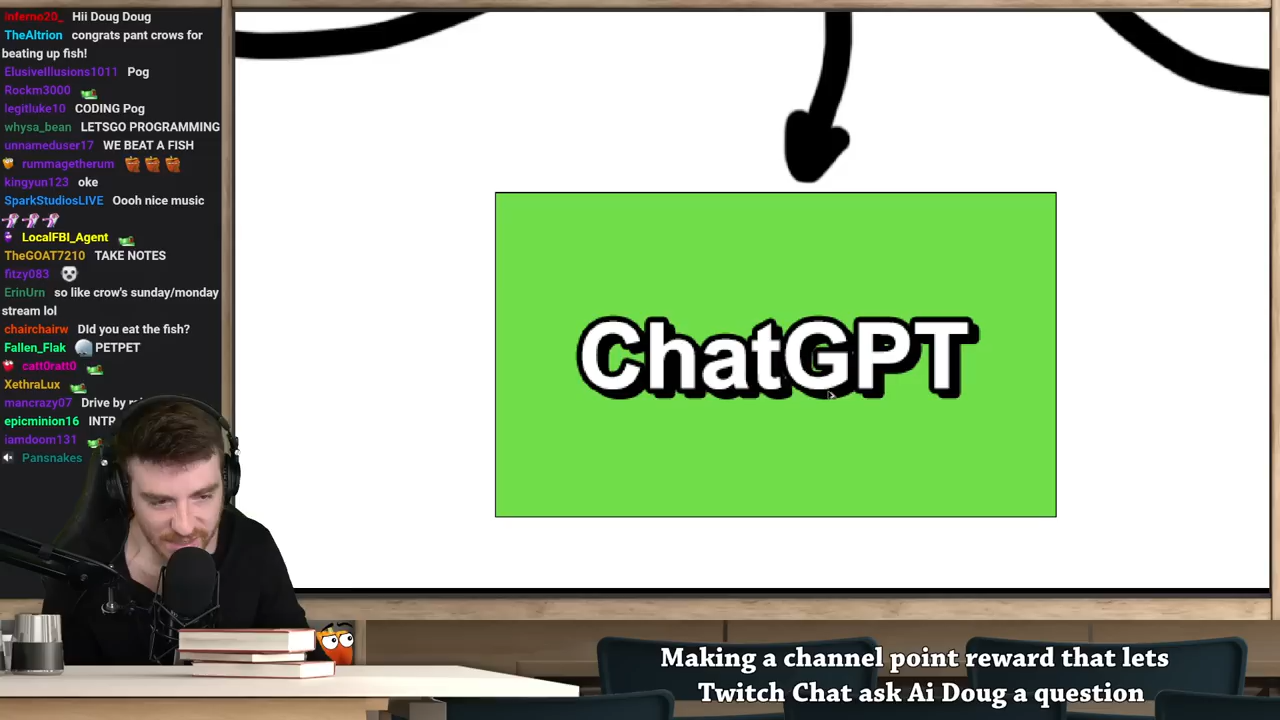 inferno20_ Hii Doug Doug
TheAltrion congrats pant crows for
beating up fish!
ElusiveIllusions1011 Pog
Rockm3000
legitluke10 CODING Pog
whysa_bean LETSGO PROGRAMMING
unnameduser17 WE BEAT A FISH
rummagetherum
kingyun123 oke
SparkStudiosLIVE Oooh nice music
LocalFBI_Agent
TheGOAT7210 TAKE NOTES
fitzy083
ErinUrn so like crow's sunday/monday
stream lol
chairchairw DId you eat the fish?
Fallen_Flak PETPET
catt0ratt0
XethraLux
mancrazy07 Drive by
epicminion16
iamdoom131
Pansnakes
ChatGPT
Making a channel point reward that lets
Twitch Chat ask Ai Doug a question